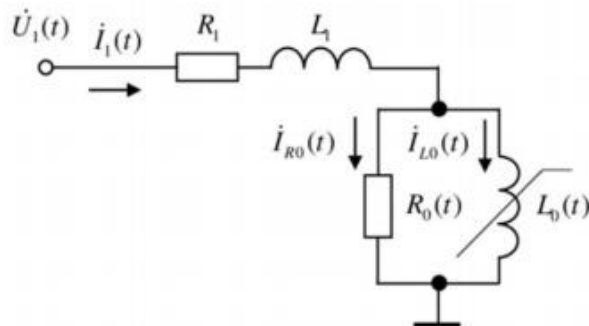 U̇₁(t)
İ₁(t)
R₁
L₁
İ_{R0}(t)
İ_{L0}(t)
R₀(t)
L₀(t)